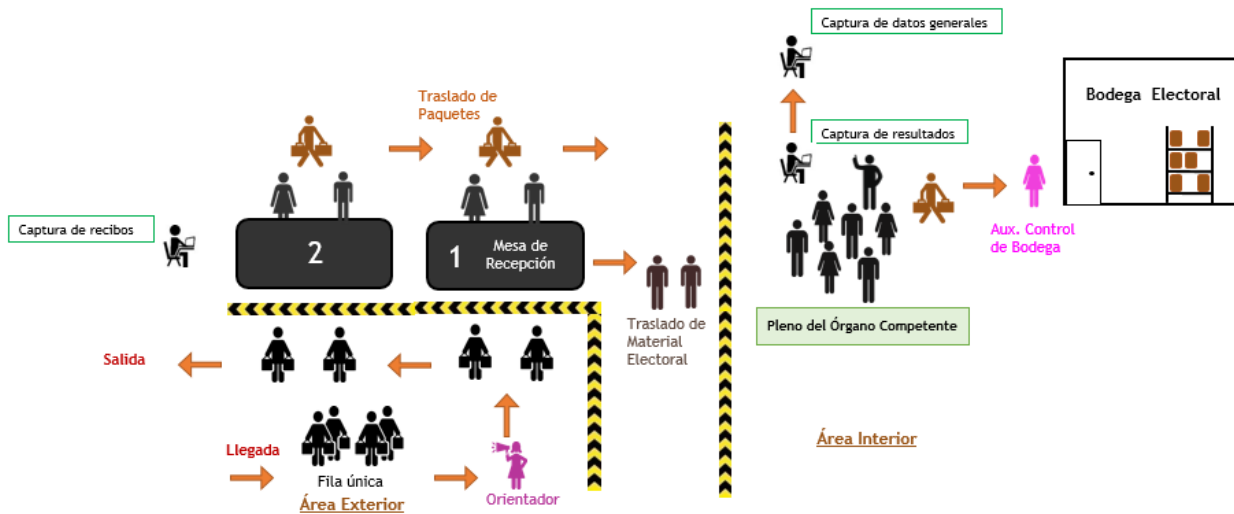 Captura de datos generales
Bodega Electoral
Traslado de
Paquetes
Captura de resultados
Captura de recibos
2
1
Mesa de
Recepción
Aux. Control
de Bodega
Traslado de
Material
Electoral
Pleno del Órgano Competente
Salida
Llegada
Fila única
Área Exterior
Orientador
Área Interior